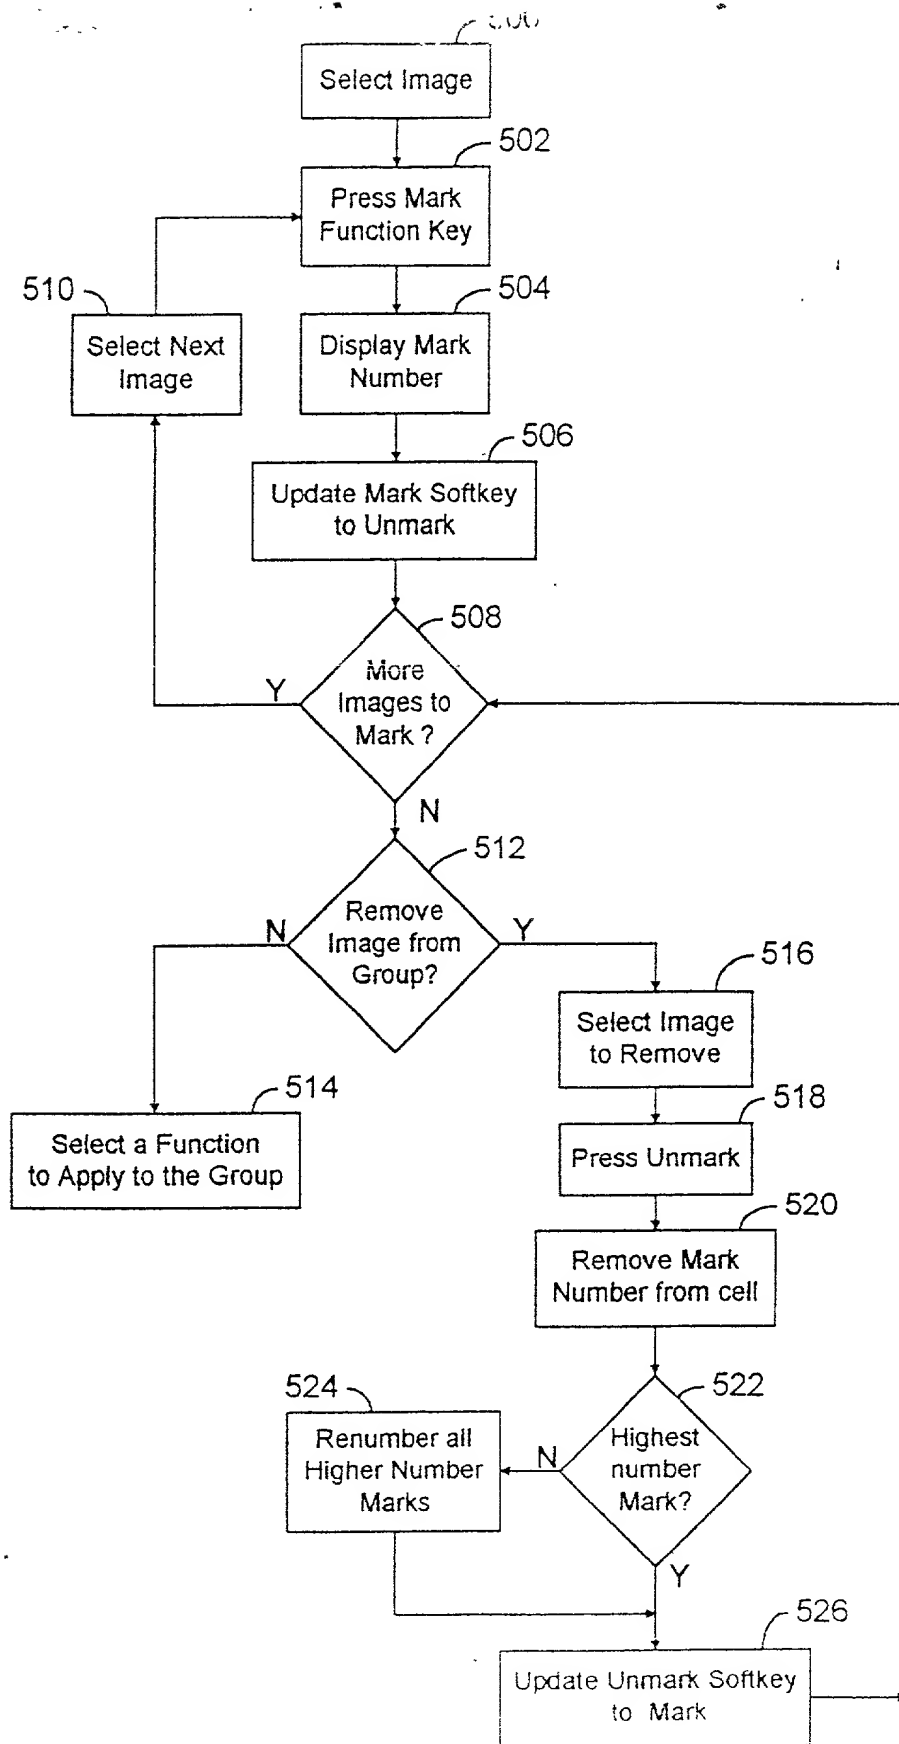 Select Image
502
Press Mark
Function Key
510
504
Select Next
Image
Display Mark
Number
506
Update Mark Softkey
to Unmark
508
More
Images to
Mark ?
Y
N
512
Remove
Image from
Group?
N
Y
516
Select Image
to Remove
514
Select a Function
to Apply to the Group
518
Press Unmark
520
Remove Mark
Number from cell
522
524
Highest
number
Mark?
N
Renumber all
Higher Number
Marks
Y
526
Update Unmark Softkey
to Mark